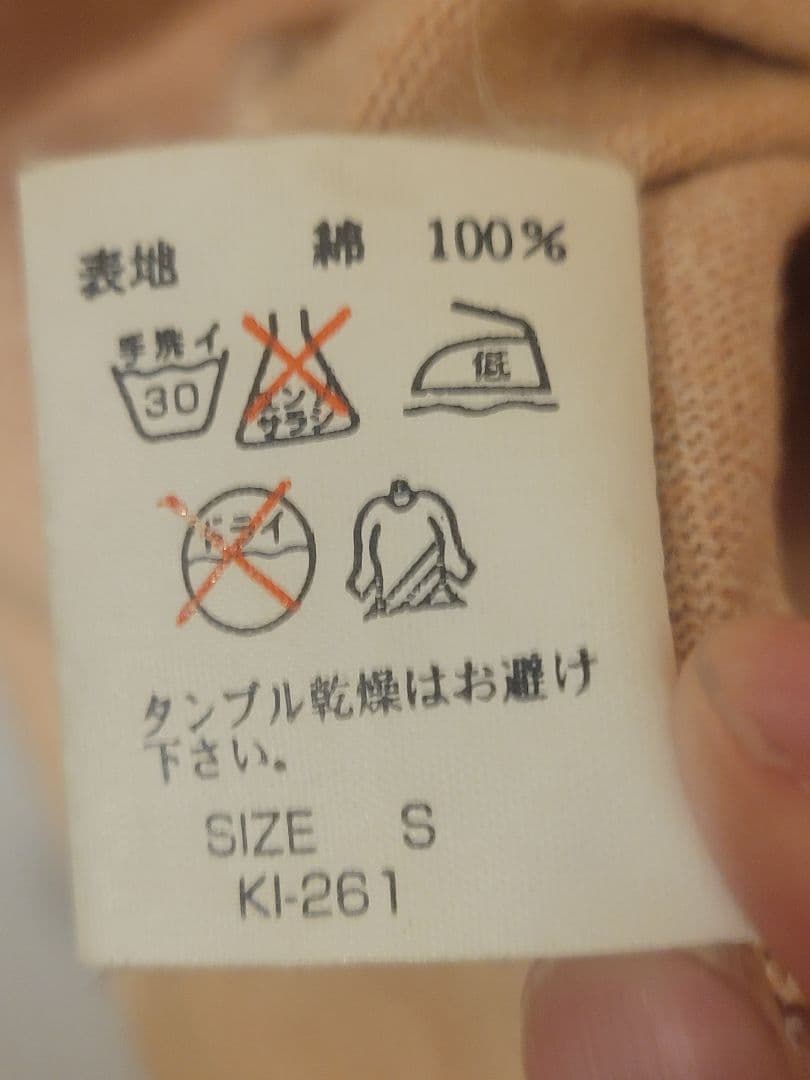 表地 綿 100%
手洗イ
30
エンソ
サラシ
低
ドライ
タンブル乾燥はお避け
下さい。
SIZE S
KI-261